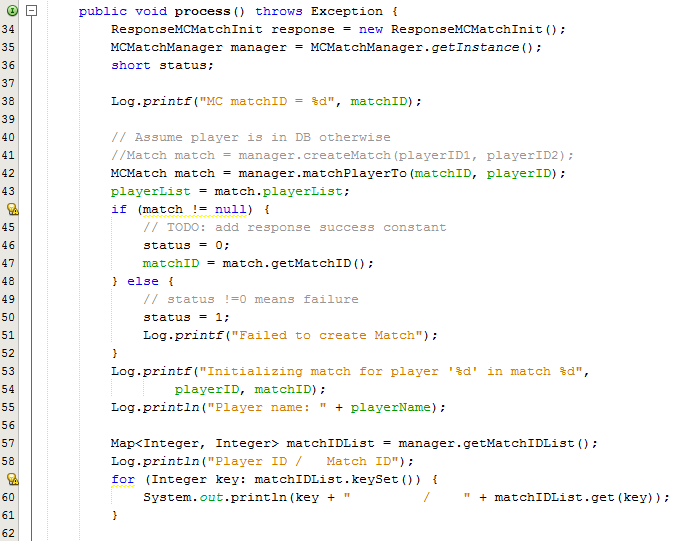 public void process() throws Exception {
34 ResponseMCMatchInit response = new ResponseMCMatchInit();
35 MCMatchManager manager = MCMatchManager.getInstance();
36 short status;
37
38 Log.printf("MC matchID = %d", matchID);
39
40 // Assume player is in DB otherwise
41 //Match match = manager.createMatch(playerID1, playerID2);
42 MCMatch match = manager.matchPlayerTo(matchID, playerID);
43 playerList = match.playerList;
if (match != null) {
45 // TODO: add response success constant
46 status = 0;
47 matchID = match.getMatchID();
48 } else {
49 // status !=0 means failure
50 status = 1;
51 Log.printf("Failed to create Match");
52 }
53 Log.printf("Initializing match for player '%d' in match %d",
54 playerID, matchID);
55 Log.println("Player name: " + playerName);
56
57 Map<Integer, Integer> matchIDList = manager.getMatchIDList();
58 Log.println("Player ID /   Match ID");
for (Integer key: matchIDList.keySet()) {
60 System.out.println(key + "         /    " + matchIDList.get(key));
61 }
62